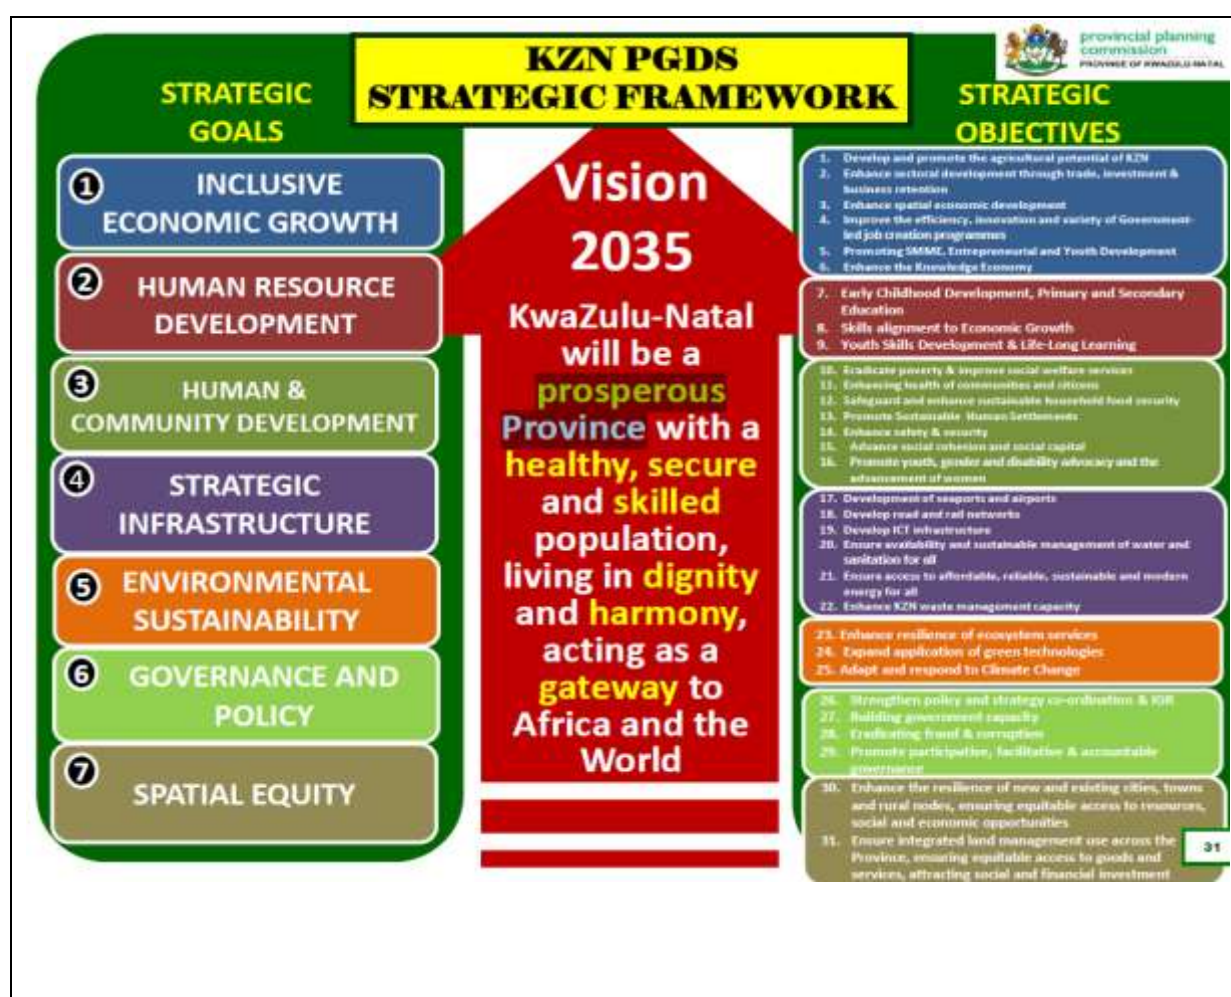 KZN PGDS
STRATEGIC FRAMEWORK
provincial planning
commission
PROVINCE OF KWAZULU-NATAL
STRATEGIC
GOALS
1
INCLUSIVE
ECONOMIC GROWTH
2
HUMAN RESOURCE
DEVELOPMENT
3
HUMAN &
COMMUNITY DEVELOPMENT
4
STRATEGIC
INFRASTRUCTURE
5
ENVIRONMENTAL
SUSTAINABILITY
6
GOVERNANCE AND
POLICY
7
SPATIAL EQUITY
Vision
2035
KwaZulu-Natal
will be a
prosperous
Province with a
healthy, secure
and skilled
population,
living in dignity
and harmony,
acting as a
gateway to
Africa and the
World
STRATEGIC
OBJECTIVES
1. Develop and promote the agricultural potential of KZN
2. Enhance sectoral development through trade, investment &
business retention
3. Enhance spatial economic development
4. Improve the efficiency, innovation and variety of Government-
led job creation programmes
5. Promoting SMME, Entrepreneurial and Youth Development
6. Enhance the Knowledge Economy
7. Early Childhood Development, Primary and Secondary
Education
8. Skills alignment to Economic Growth
9. Youth Skills Development & Life-Long Learning
10. Eradicate poverty & improve social welfare services
11. Enhancing health of communities and citizens
12. Safeguard and enhance sustainable household food security
13. Promote Sustainable Human Settlements
14. Enhance safety & security
15. Advance social cohesion and social capital
16. Promote youth, gender and disability advocacy and the
advancement of women
17. Development of seaports and airports
18. Develop road and rail networks
19. Develop ICT infrastructure
20. Ensure availability and sustainable management of water and
sanitation for all
21. Ensure access to affordable, reliable, sustainable and modern
energy for all
22. Enhance KZN waste management capacity
23. Enhance resilience of ecosystem services
24. Expand application of green technologies
25. Adapt and respond to Climate Change
26. Strengthen policy and strategy co-ordination & IGR
27. Building government capacity
28. Eradicating fraud & corruption
29. Promote participative, facilitative & accountable
governance
30. Enhance the resilience of new and existing cities, towns
and rural nodes, ensuring equitable access to resources,
social and economic opportunities
31. Ensure integrated land management use across the
Province, ensuring equitable access to goods and
services, attracting social and financial investment
31